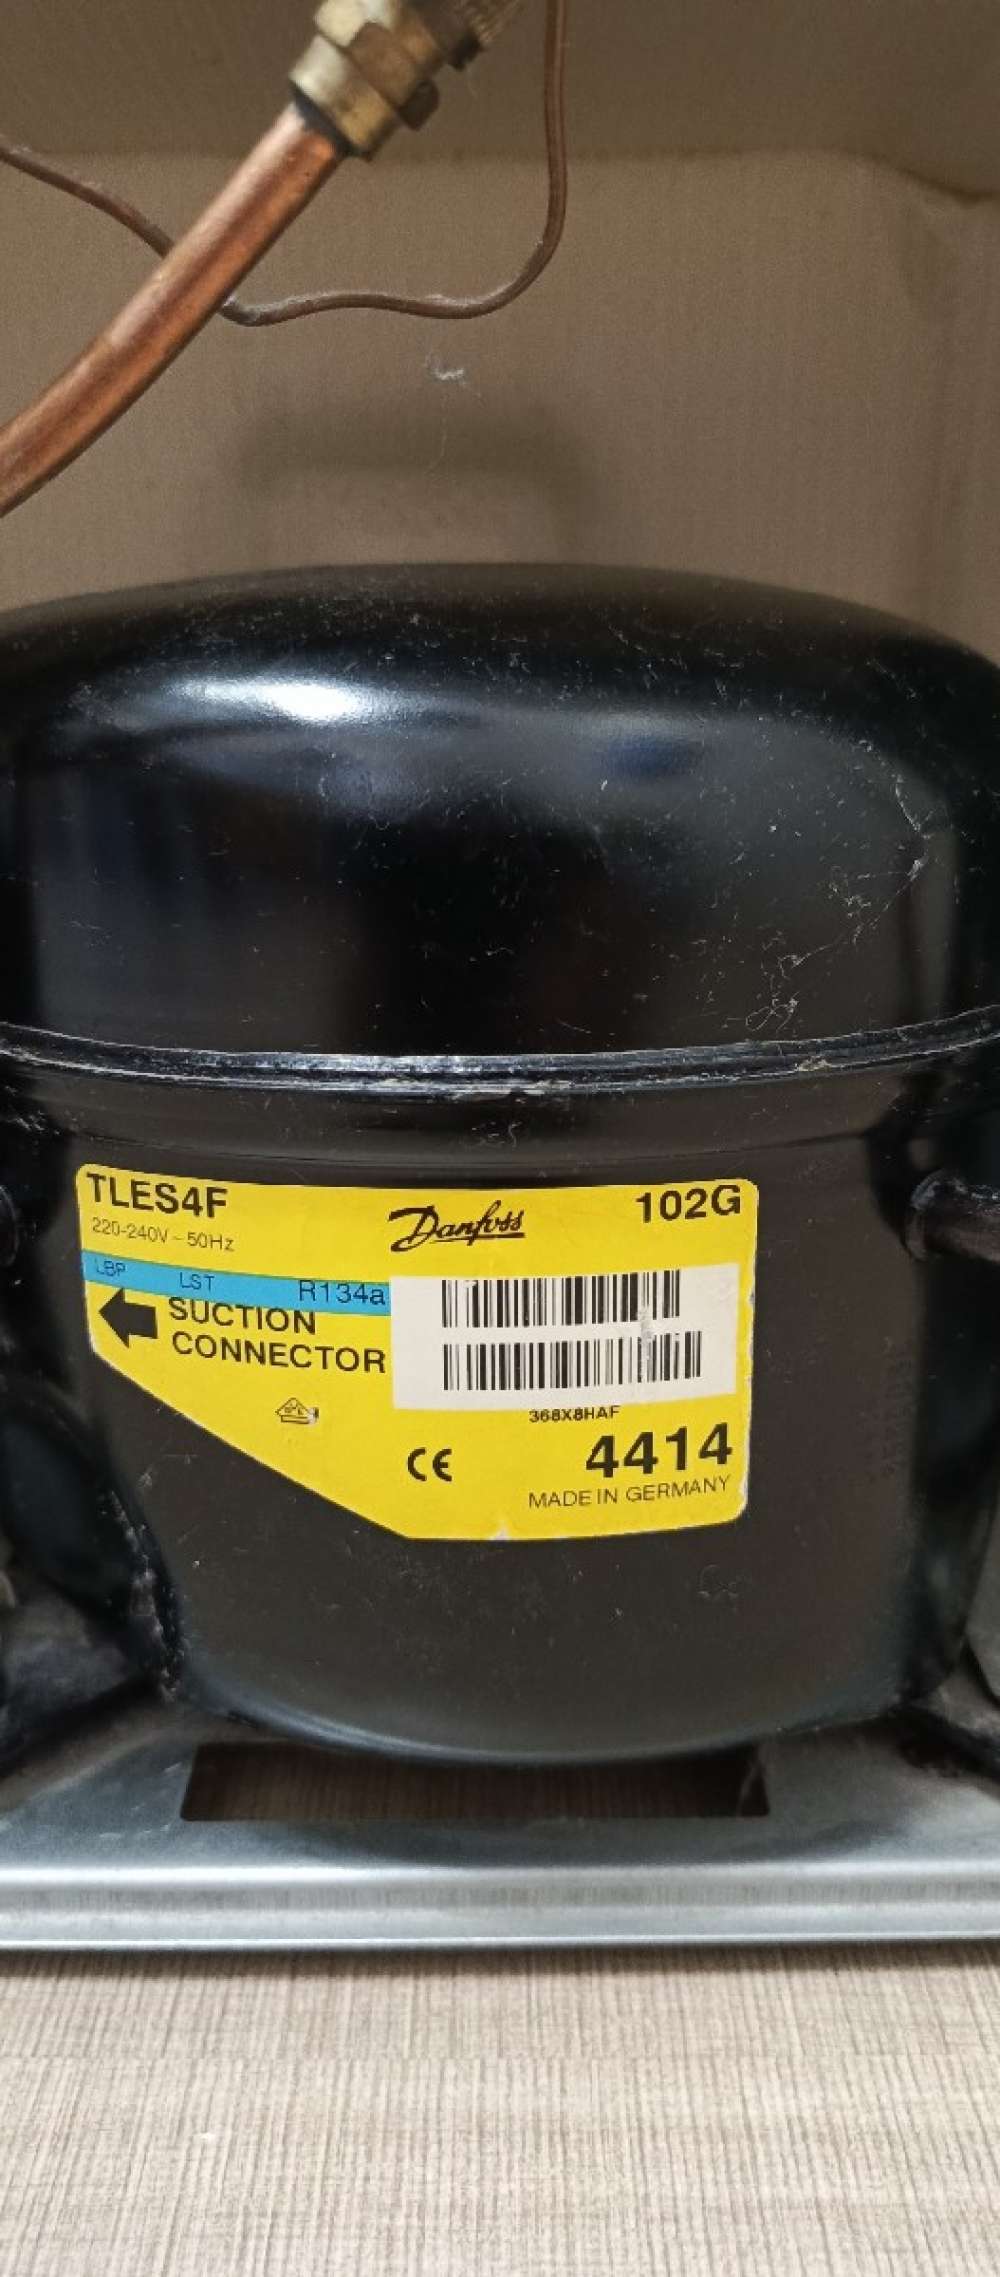 TLES4F
220-240V ~ 50Hz
Danfoss
102G
LBP LST R134a
SUCTION
CONNECTOR
368X8HAF
4414
MADE IN GERMANY
CE